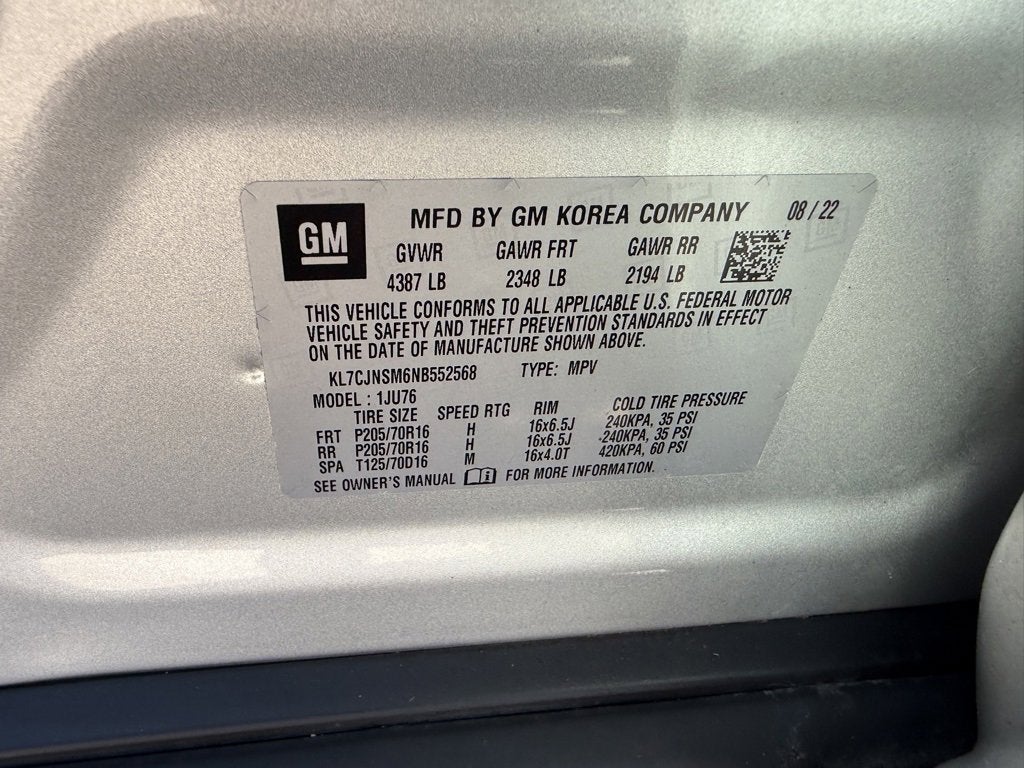 GM MFD BY GM KOREA COMPANY 08 / 22
GVWR GAWR FRT GAWR RR
4387 LB 2348 LB 2194 LB
THIS VEHICLE CONFORMS TO ALL APPLICABLE U.S. FEDERAL MOTOR
VEHICLE SAFETY AND THEFT PREVENTION STANDARDS IN EFFECT
ON THE DATE OF MANUFACTURE SHOWN ABOVE.
KL7CJNSM6NB552568 TYPE: MPV
MODEL : 1JU76
TIRE SIZE SPEED RTG RIM COLD TIRE PRESSURE
FRT P205/70R16 H 16x6.5J 240KPA, 35 PSI
RR P205/70R16 H 16x6.5J 240KPA, 35 PSI
SPA T125/70D16 M 16x4.0T 420KPA, 60 PSI
SEE OWNER'S MANUAL FOR MORE INFORMATION.